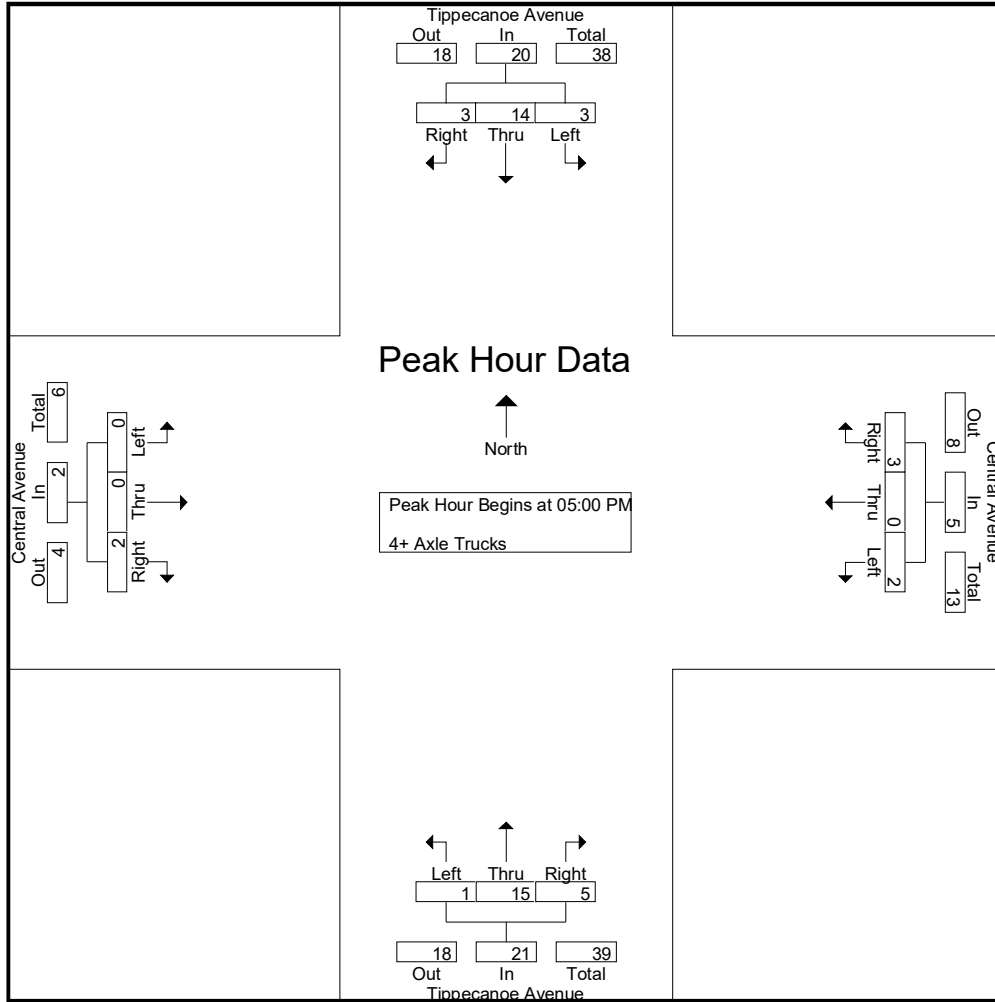 Tippecanoe Avenue
Out In Total
18 20 38
3 14 3
Right Thru Left
Peak Hour Data
North
Peak Hour Begins at 05:00 PM
4+ Axle Trucks
Central Avenue
Total In Out
6 2 4
0 0 2
Left Thru Right
Right Thru Left
3 0 2
8 5 13
Out In Total
Central Avenue
Left Thru Right
1 15 5
18 21 39
Out In Total
Tippecanoe Avenue